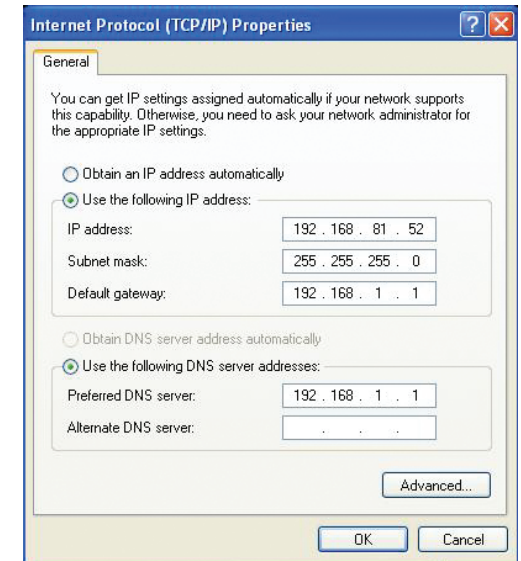 Internet Protocol (TCP/IP) Properties
General
You can get IP settings assigned automatically if your network supports
this capability. Otherwise, you need to ask your network administrator for
the appropriate IP settings.
Obtain an IP address automatically
Use the following IP address:
IP address: 192 . 168 . 81 . 52
Subnet mask: 255 . 255 . 255 . 0
Default gateway: 192 . 168 . 1 . 1
Obtain DNS server address automatically
Use the following DNS server addresses:
Preferred DNS server: 192 . 168 . 1 . 1
Alternate DNS server: . . .
Advanced...
OK Cancel